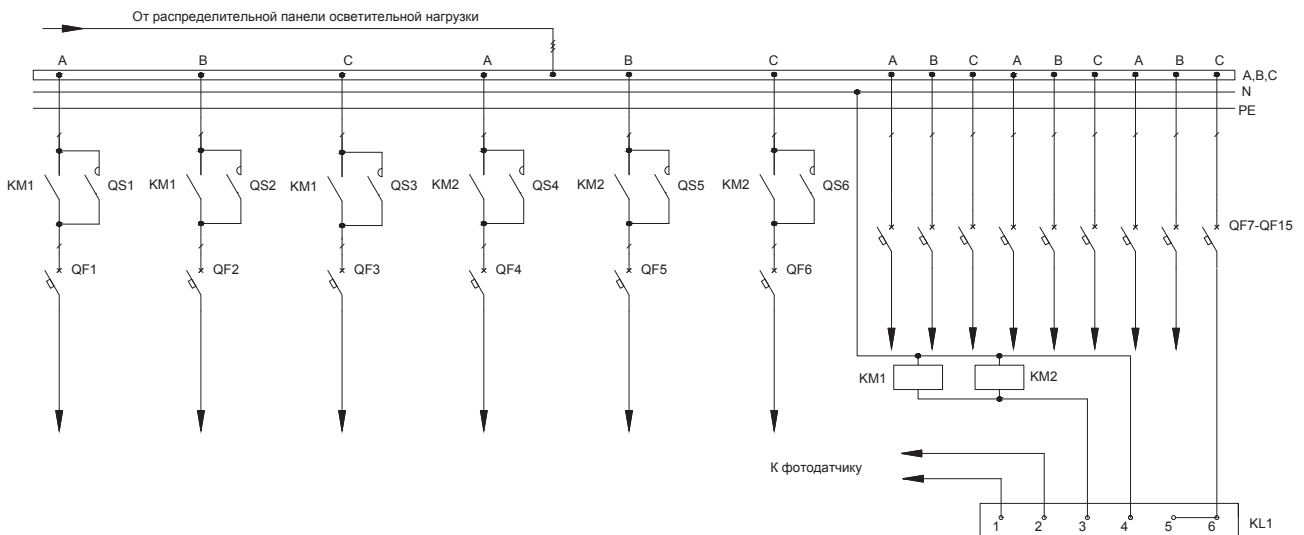 От распределительной панели осветительной нагрузки
A B C A B C A B C A B C A B C
A,B,C
N
PE
KM1 QS1 KM1 QS2 KM1 QS3 KM2 QS4 KM2 QS5 KM2 QS6
QF7-QF15
QF1 QF2 QF3 QF4 QF5 QF6
KM1 KM2
К фотодатчику
1 2 3 4 5 6 KL1